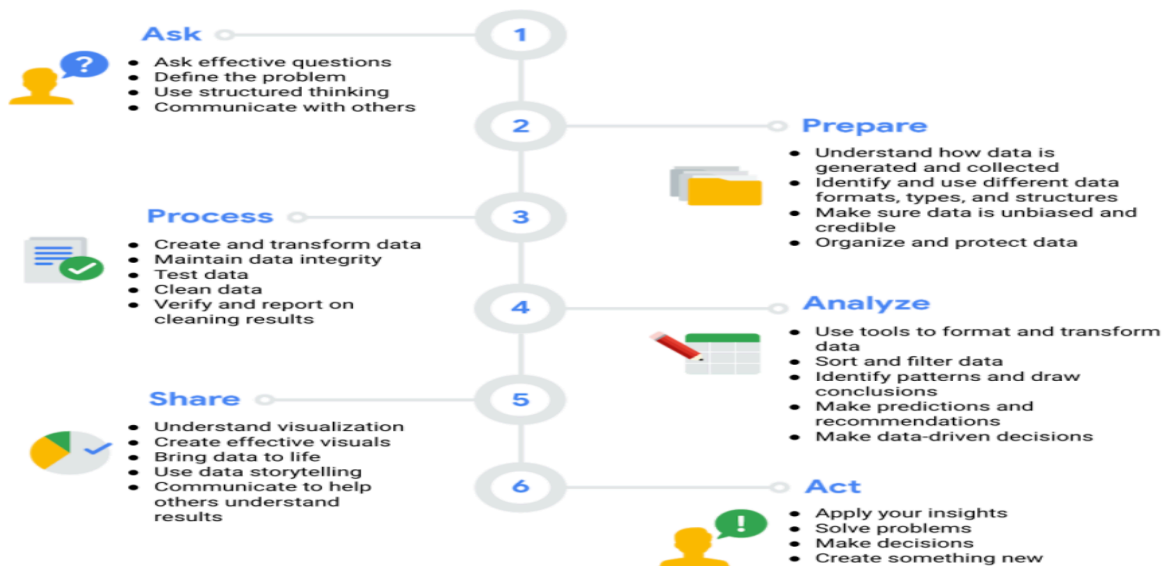 Ask
1
• Ask effective questions
• Define the problem
• Use structured thinking
• Communicate with others
?
2
Prepare
• Understand how data is
generated and collected
• Identify and use different data
formats, types, and structures
• Make sure data is unbiased and
credible
• Organize and protect data
Process
3
• Create and transform data
• Maintain data integrity
• Test data
• Clean data
• Verify and report on
cleaning results
4
Analyze
• Use tools to format and transform
data
• Sort and filter data
• Identify patterns and draw
conclusions
• Make predictions and
recommendations
• Make data-driven decisions
Share
5
• Understand visualization
• Create effective visuals
• Bring data to life
• Use data storytelling
• Communicate to help
others understand
results
6
Act
• Apply your insights
• Solve problems
• Make decisions
• Create something new
!